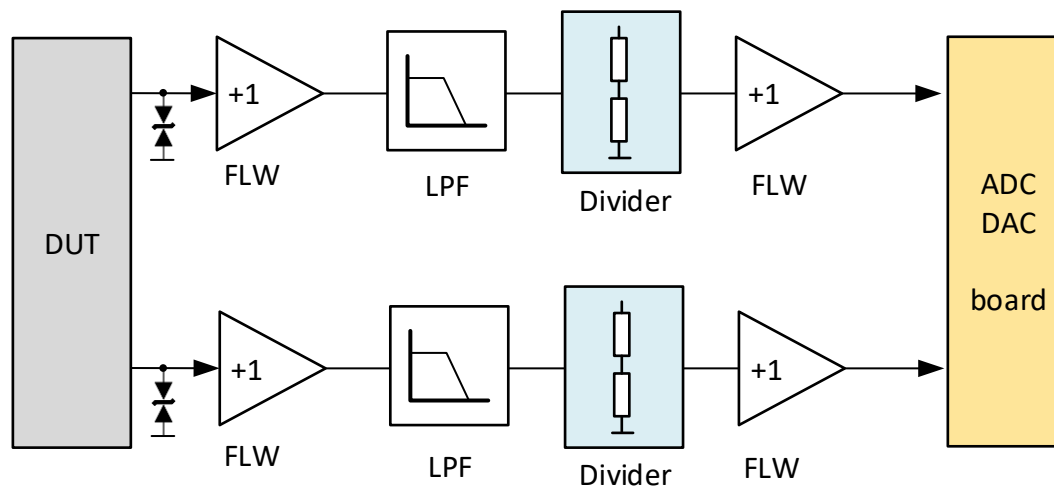 DUT
+1
FLW
LPF
Divider
+1
FLW
+1
FLW
LPF
Divider
+1
FLW
ADC
DAC
board